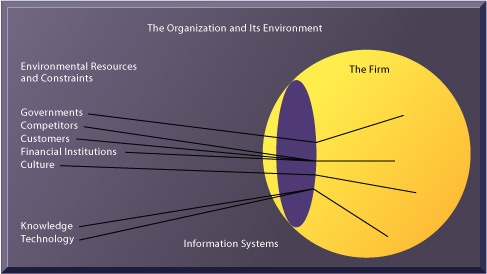 The Organization and Its Environment
Environmental Resources
and Constraints
The Firm
Governments
Competitors
Customers
Financial Institutions
Culture
Knowledge
Technology
Information Systems